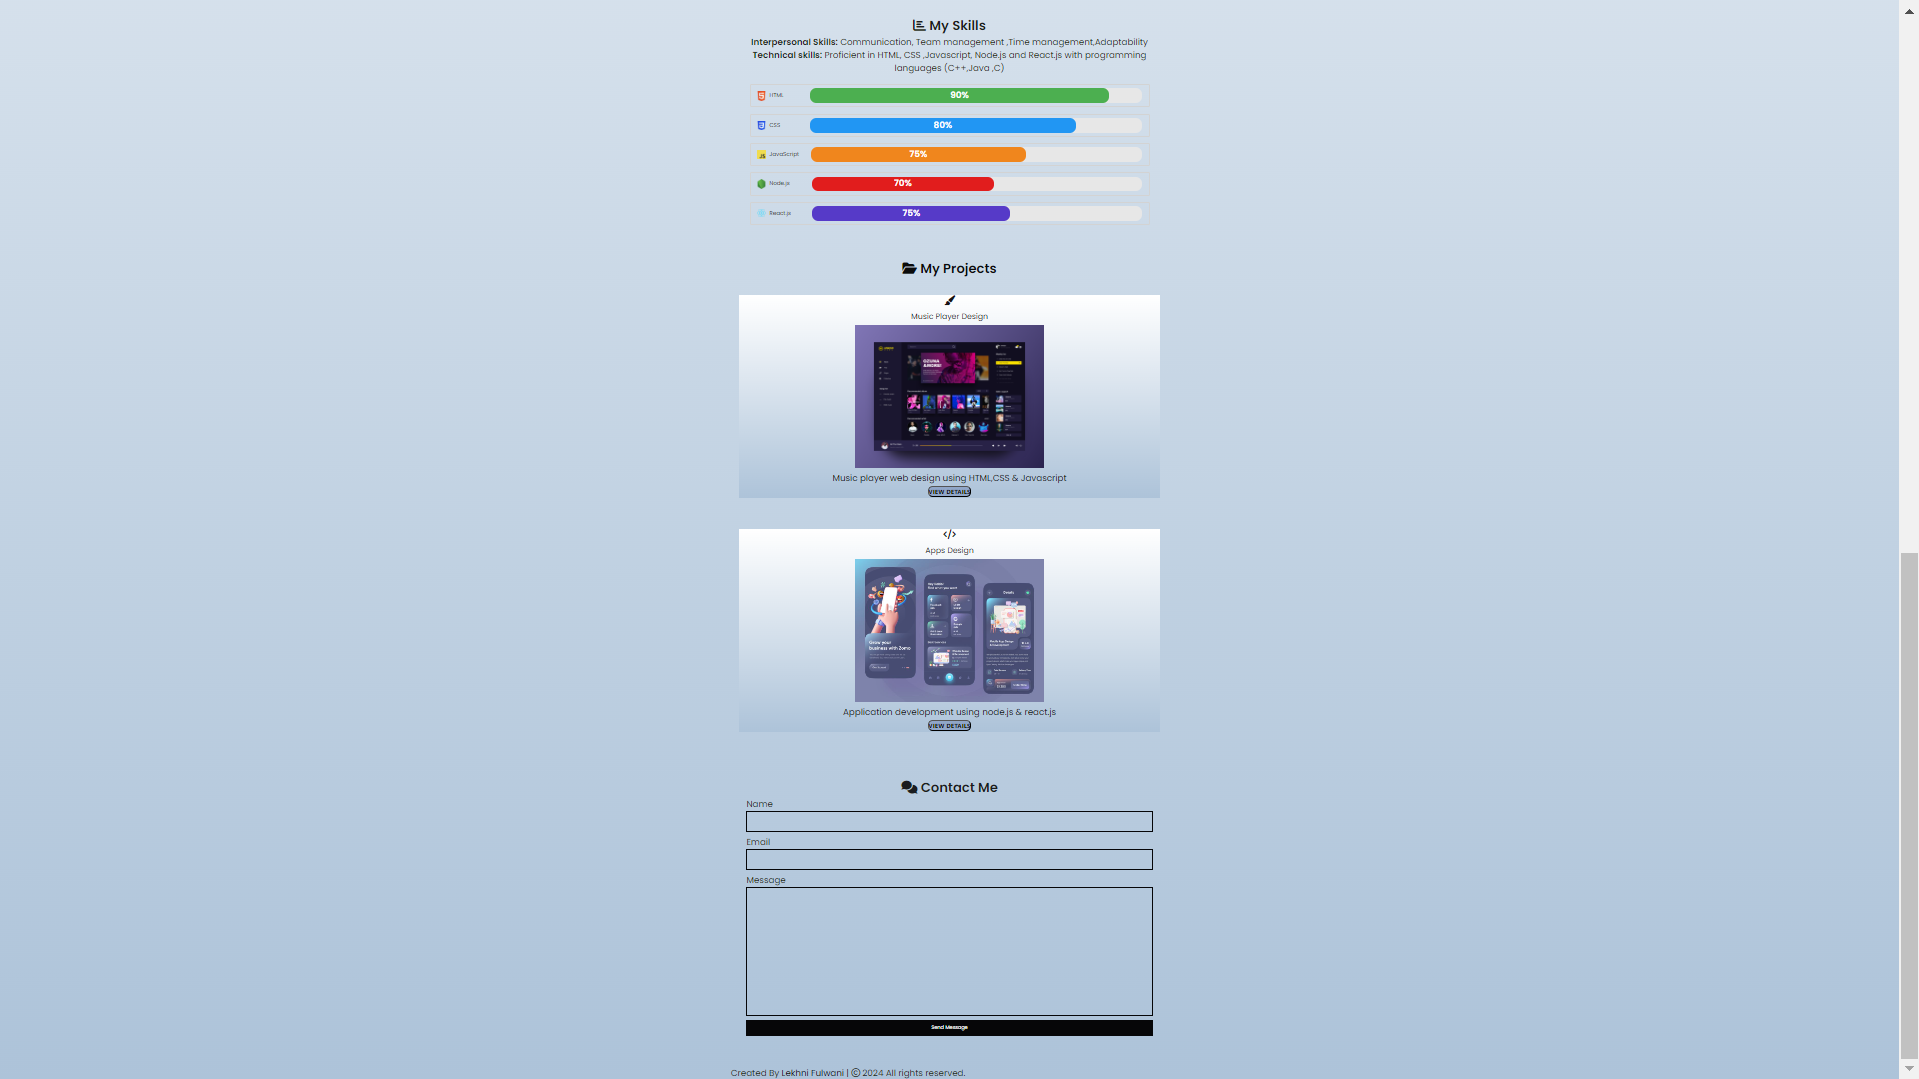 My Skills
Interpersonal Skills: Communication, Team management ,Time management,Adaptability
Technical skills: Proficient in HTML, CSS ,Javascript, Node.js and React.js with programming
languages (C++,Java ,C)
HTML 90%
CSS 80%
JavaScript 75%
Node.js 70%
React.js 75%
My Projects
Music Player Design
Music player web design using HTML,CSS & Javascript
VIEW DETAILS
Apps Design
Grow your
business with Zomo
Details
Application development using node.js & react.js
VIEW DETAILS
Contact Me
Name
Email
Message
Send Message
Created By Lekhni Fulwani | © 2024 All rights reserved.